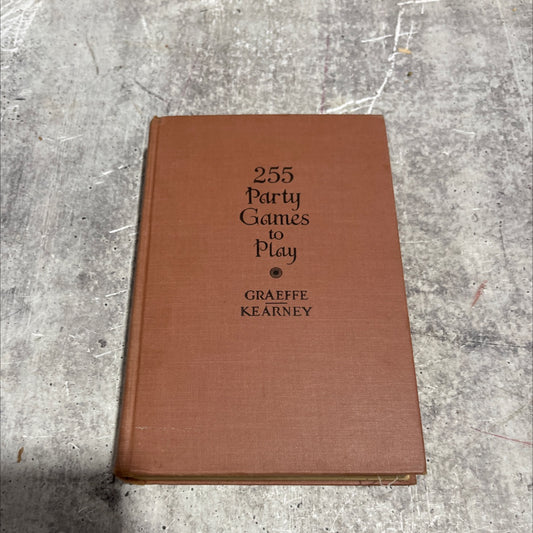 255
Party
Games
to
Play
GRAEFFE
KEARNEY